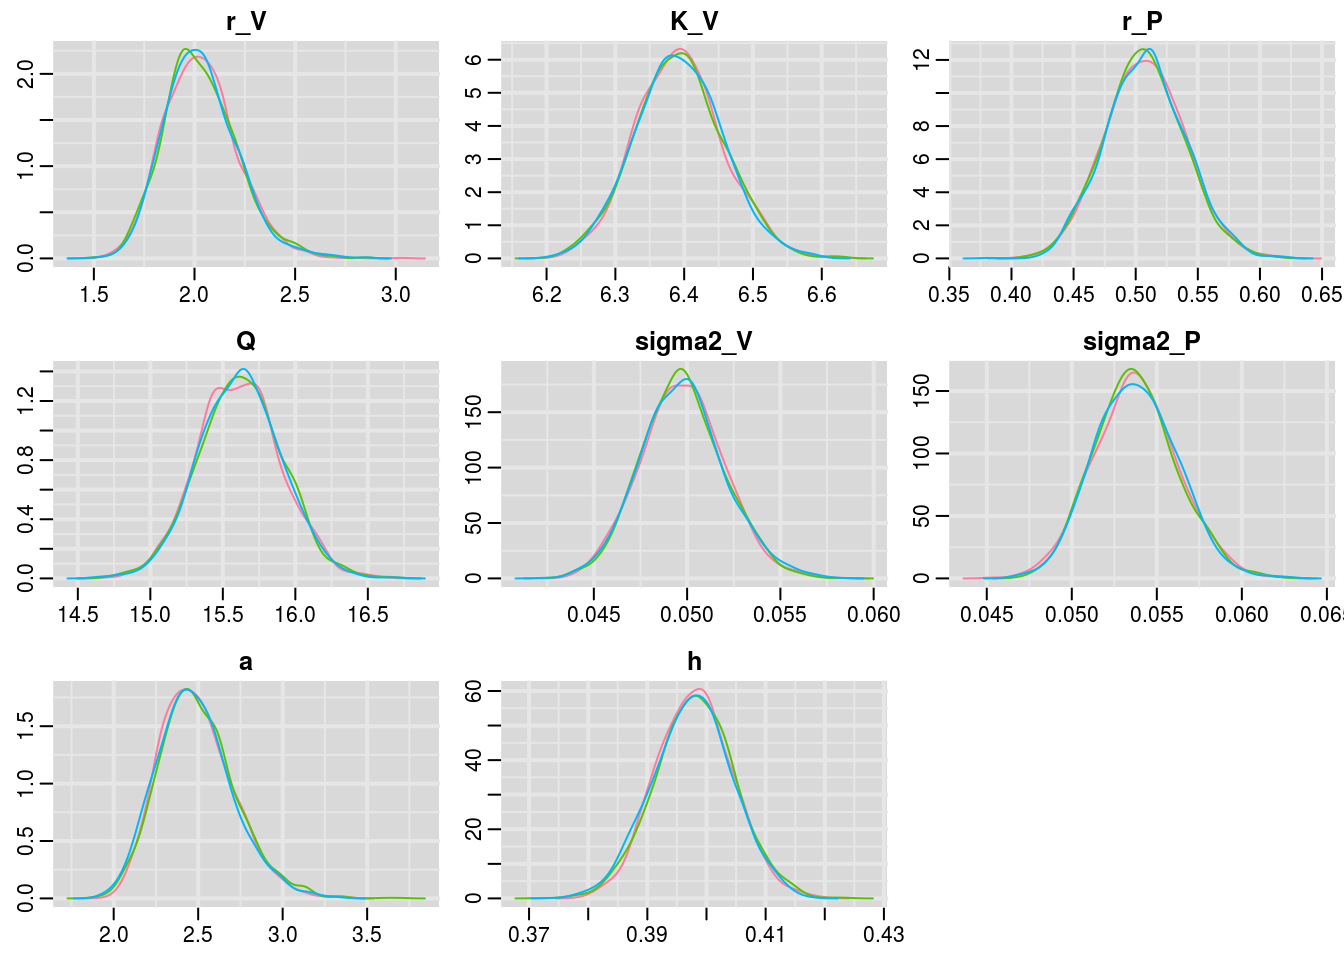 r_V
K_V
r_P
0.0 1.0 2.0
1.5 2.0 2.5 3.0
0 1 2 3 4 5 6
6.2 6.3 6.4 6.5 6.6
0 2 4 6 8 12
0.35 0.40 0.45 0.50 0.55 0.60 0.65
Q
sigma2_V
sigma2_P
0.0 0.4 0.8 1.2
14.5 15.0 15.5 16.0 16.5
0 50 100 150
0.045 0.050 0.055 0.060
0 50 100 150
0.045 0.050 0.055 0.060
a
h
0.0 0.5 1.0 1.5
2.0 2.5 3.0 3.5
0 20 40 60
0.37 0.39 0.41 0.43